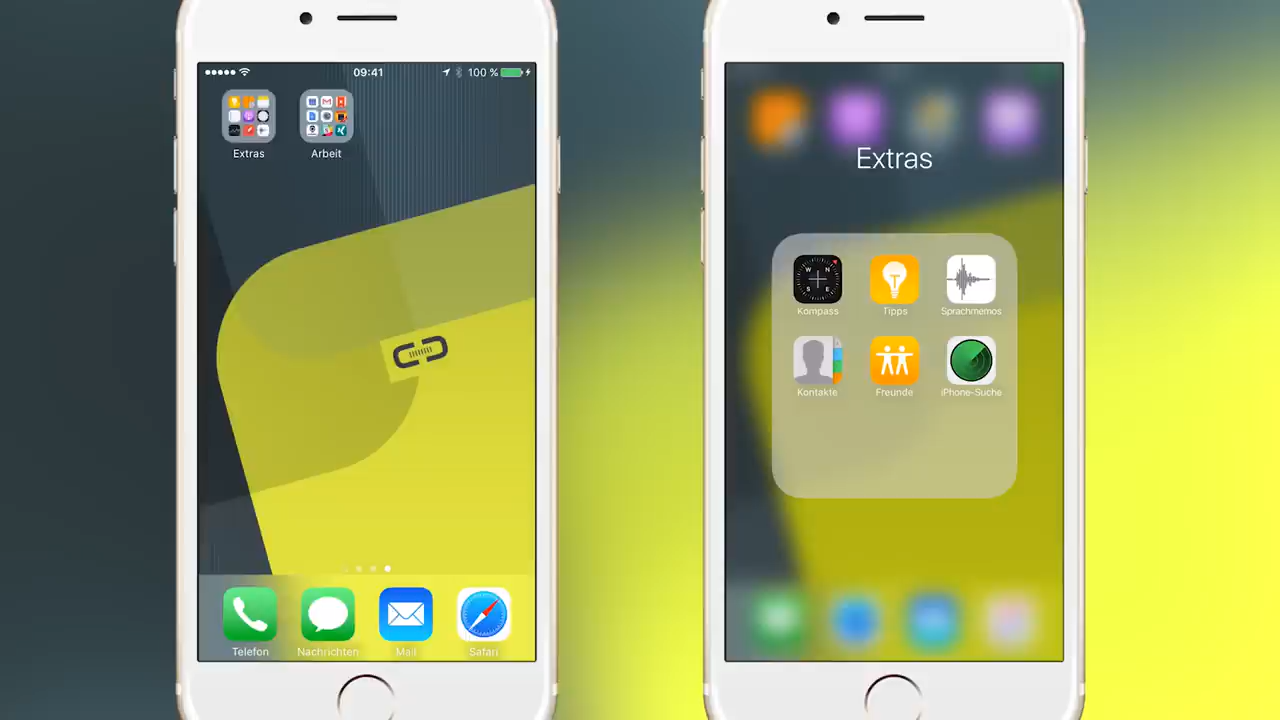 09:41
100 %
Extras
Arbeit
Telefon
Nachrichten
Mail
Safari
Extras
W N
S E
Kompass
Tipps
Sprachmemos
Kontakte
Freunde
iPhone-Suche